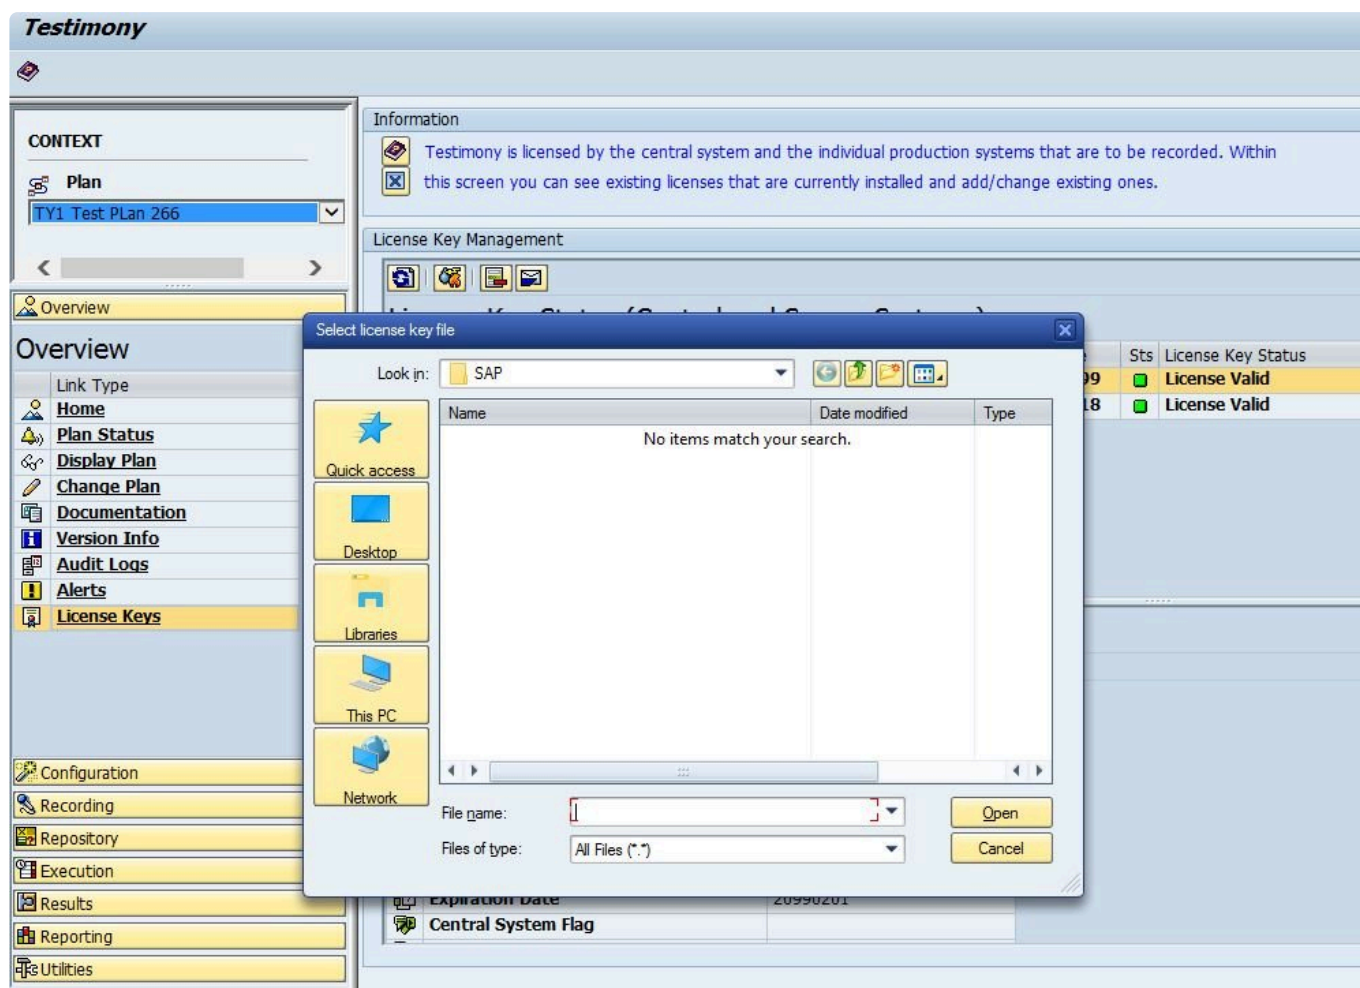 Testimony
CONTEXT
Plan
TY1 Test PLan 266
Overview
Overview
Link Type
Home
Plan Status
Display Plan
Change Plan
Documentation
Version Info
Audit Logs
Alerts
License Keys
Configuration
Recording
Repository
Execution
Results
Reporting
Utilities
Information
Testimony is licensed by the central system and the individual production systems that are to be recorded. Within
this screen you can see existing licenses that are currently installed and add/change existing ones.
License Key Management
Sts License Key Status
99 License Valid
18 License Valid
Select license key file
Look in: SAP
Quick access
Desktop
Libraries
This PC
Network
Name Date modified Type
No items match your search.
File name:
Open
Files of type: All Files (*.*)
Cancel
Expiration Date 20990201
Central System Flag